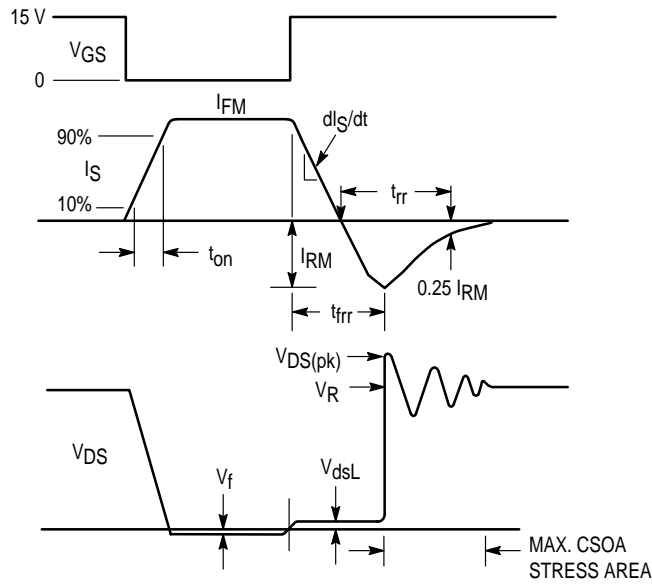 15 V
VGS
0
IFM
90%
dIS/dt
IS
trr
10%
ton
IRM
0.25 IRM
tfrr
VDS(pk)
VR
VDS
Vf
VdsL
MAX. CSOA
STRESS AREA